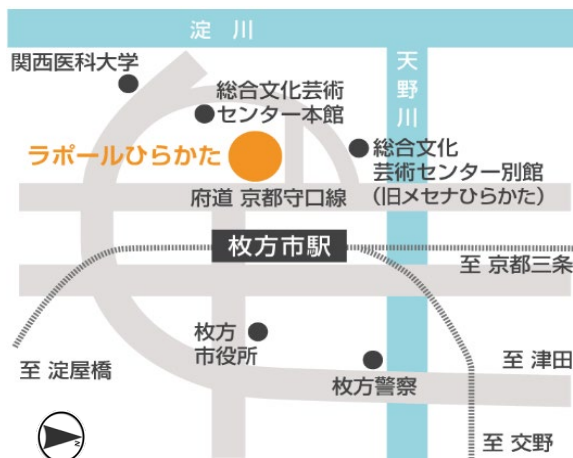 淀 川
関西医科大学
天野川
総合文化芸術
センター本館
ラポールひらかた
総合文化
芸術センター別館
(旧メセナひらかた)
府道 京都守口線
枚方市駅
至 京都三条
枚方
市役所
至 淀屋橋
枚方警察
至 津田
至 交野
N